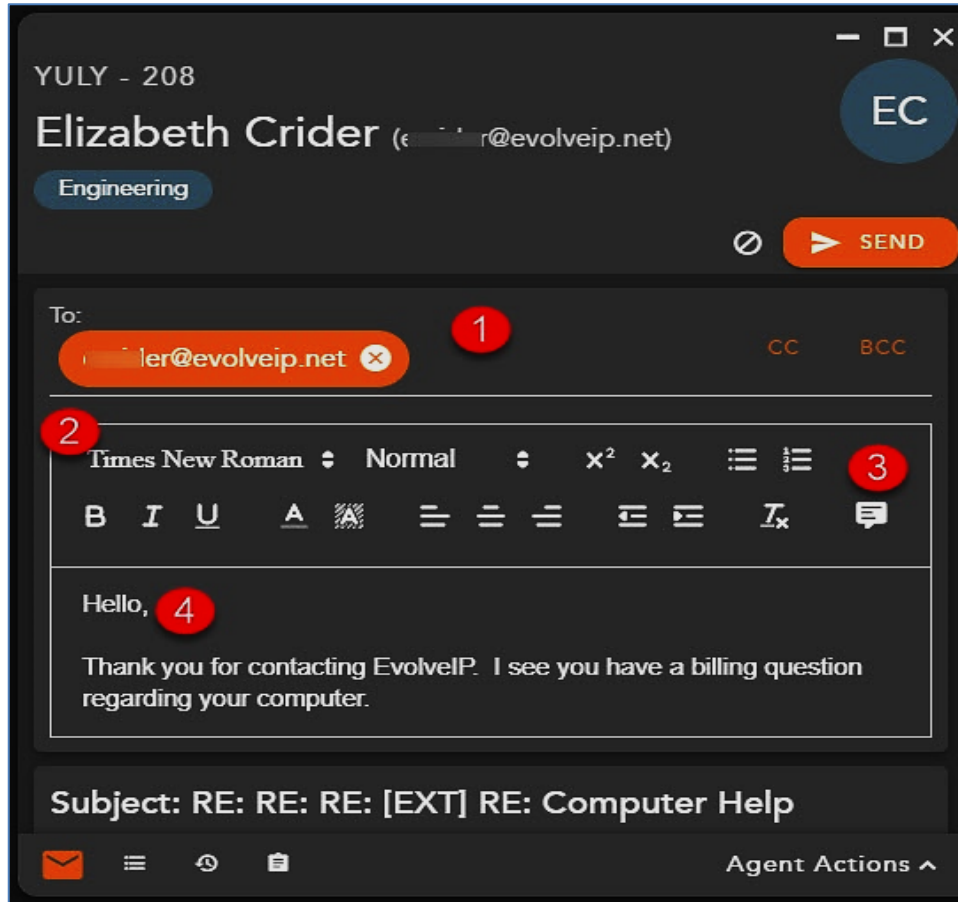 YULY - 208
Elizabeth Crider (e r@evolveip.net)
EC
Engineering
SEND
To:
er@evolveip.net
1
CC BCC
2
Times New Roman Normal x² x₂
3
B I U A A Tx
Hello, 4
Thank you for contacting EvolveIP. I see you have a billing question
regarding your computer.
Subject: RE: RE: RE: [EXT] RE: Computer Help
Agent Actions